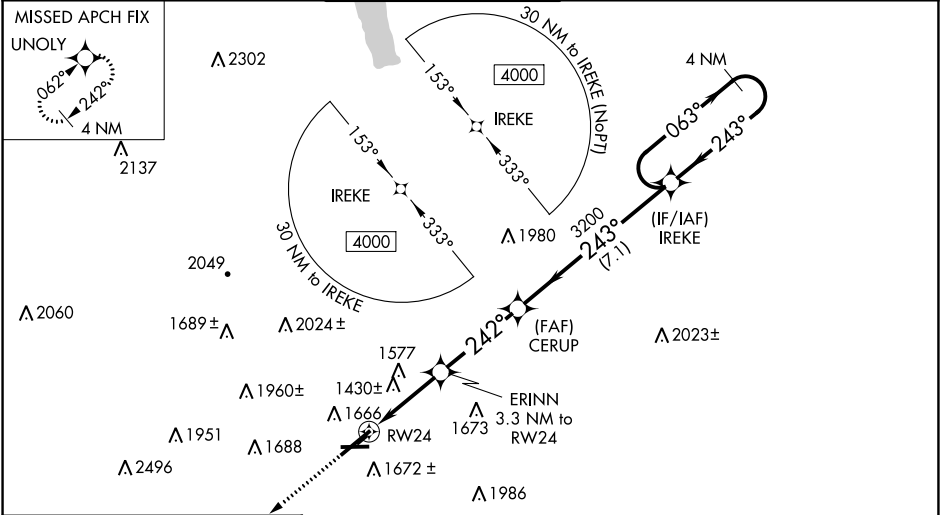 MISSED APCH FIX
UNOLY
062°
242°
4 NM
2302
2137
30 NM to IREKE (NoPT)
4000
153°
IREKE
333°
153°
IREKE
333°
4000
30 NM to IREKE
4 NM
063°
243°
(IF/IAF)
IREKE
3200
243°
(7.1)
1980
2049
2060
1689±
2024±
(FAF)
CERUP
2023±
242°
1577
1430±
1960±
ERINN
3.3 NM to
RW24
1666
1673
RW24
1951
1688
2496
1672 ±
1986